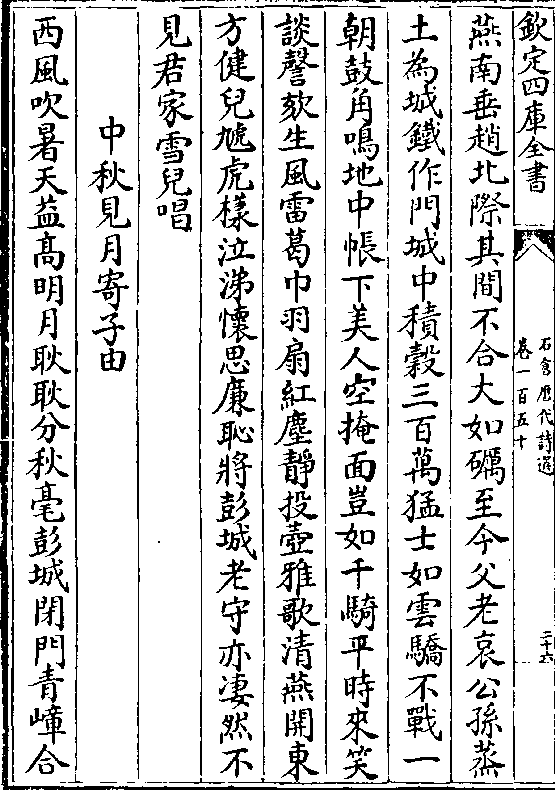 欽定四庫全書
石倉歷代詩選
卷一百五十
二十六
燕南垂趙北際其間不合大如礪至今父老哀公孫蒸
土為城鐵作門城中積穀三百萬猛士如雲驕不戰一
朝鼓角鳴地中帳下美人空掩面豈如千騎平時來笑
談謦欬生風雷葛巾羽扇紅塵靜投壺雅歌清燕開東
方健兒虓虎樣泣涕懷思廉恥將彭城老守亦凄然不
見君家雪兒唱
中秋見月寄子由
西風吹暑天益高明月耿耿分秋毫彭城閉門青嶂合